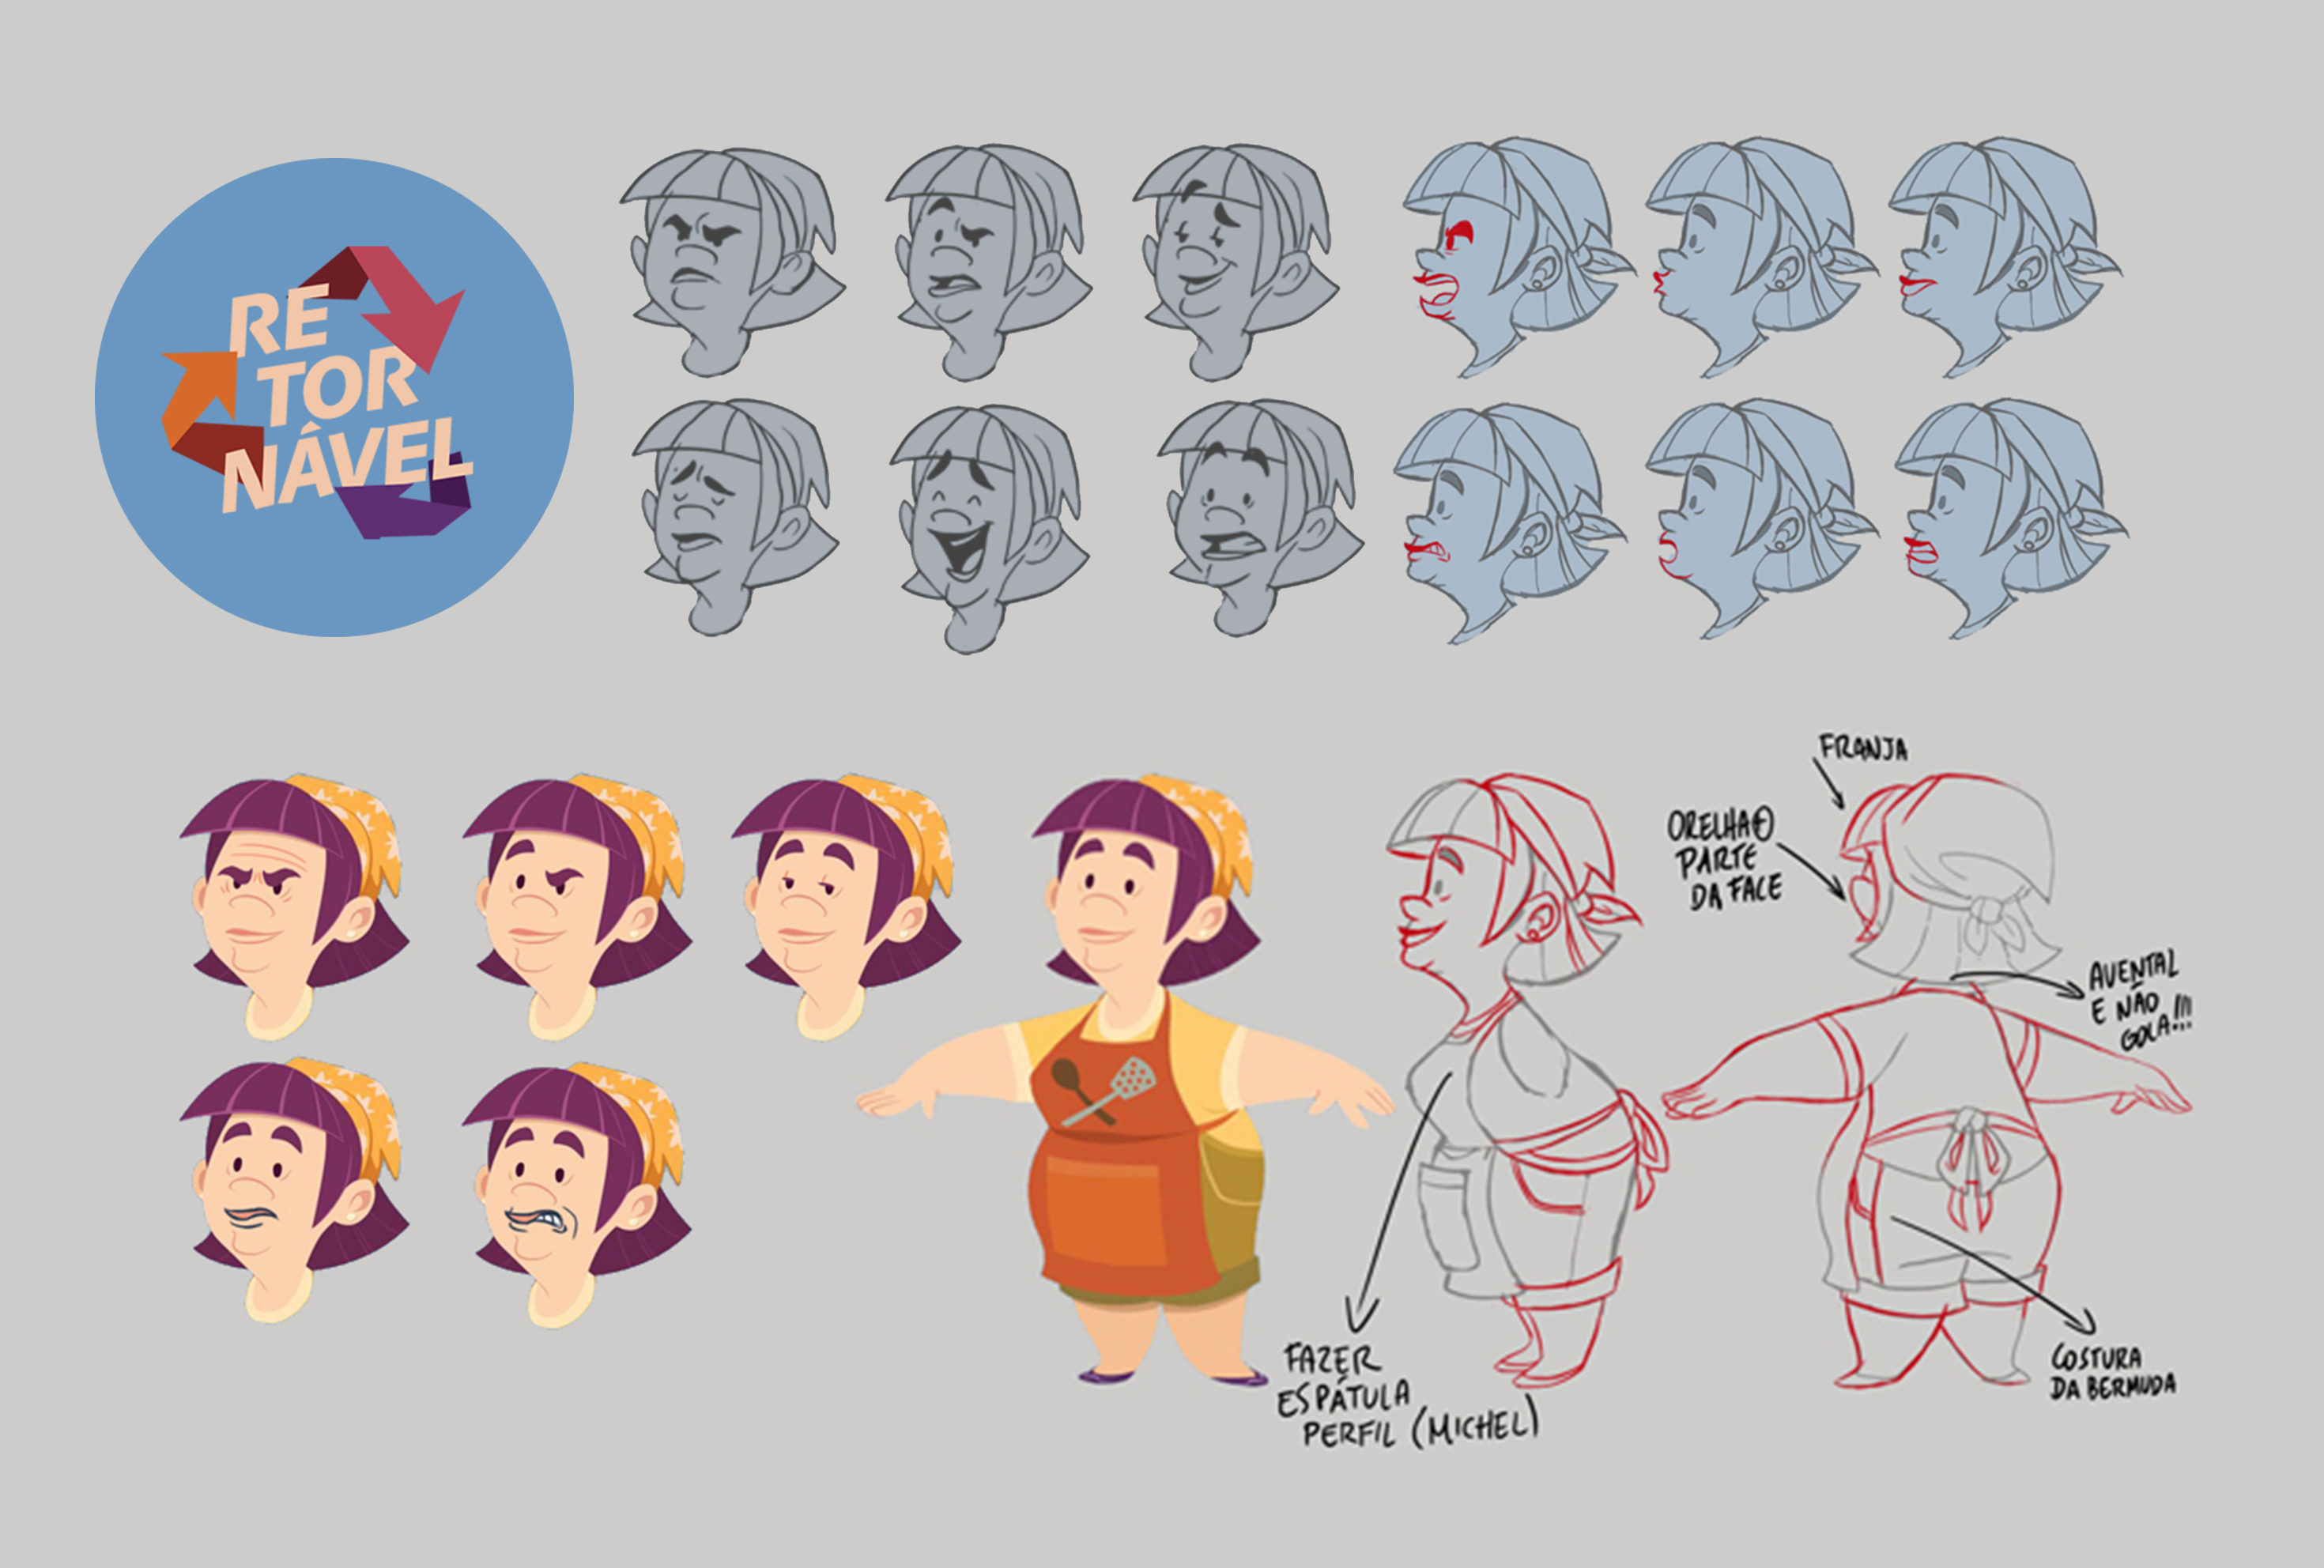 RE
TOR
NÁVEL
FRANJA
ORELHA +
PARTE
DA FACE
AVENTAL
E NÃO
GOLA!!!
FAZER
ESPÁTULA
PERFIL (MICHEL)
COSTURA
DA BERMUDA